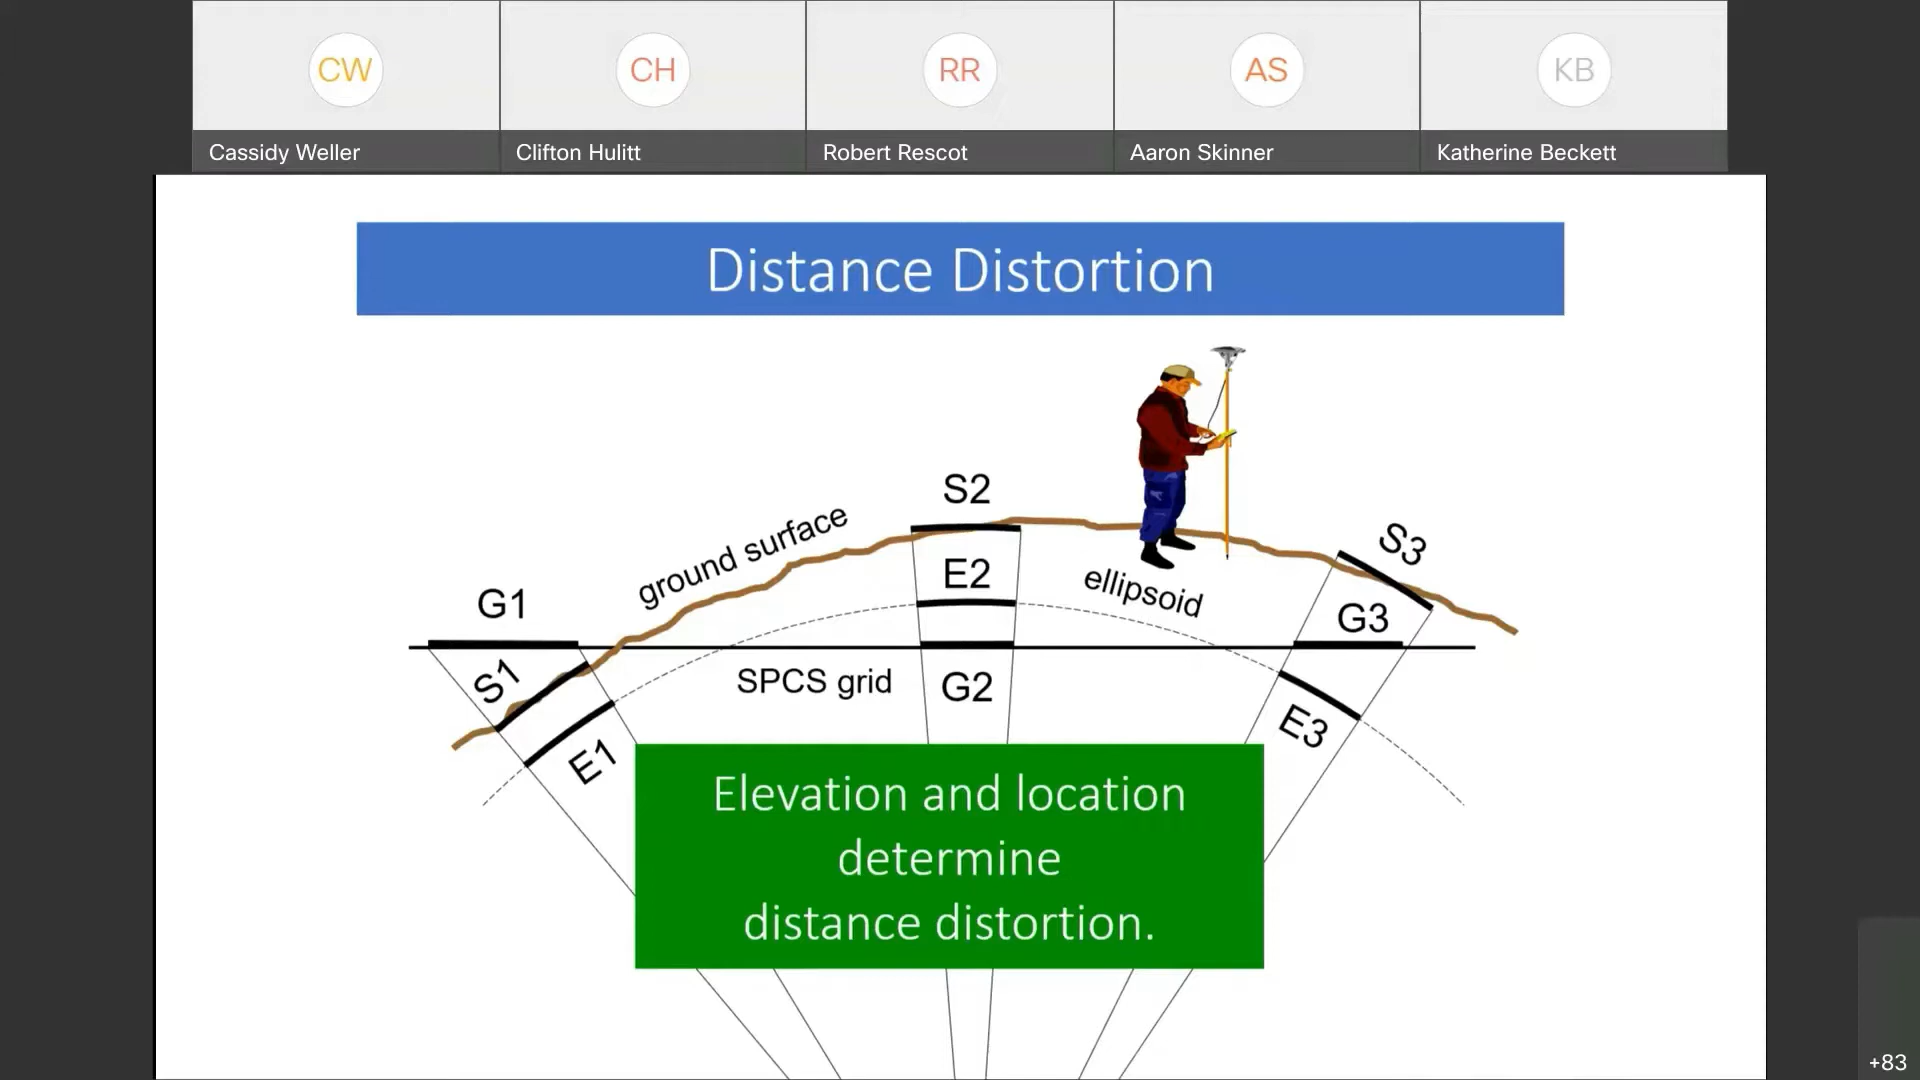 CW
CH
RR
AS
KB
Cassidy Weller
Clifton Hulitt
Robert Rescot
Aaron Skinner
Katherine Beckett
Distance Distortion
S2
ground surface
S3
E2
ellipsoid
G1
G3
S1
SPCS grid
G2
E3
E1
Elevation and location
determine
distance distortion.
+83